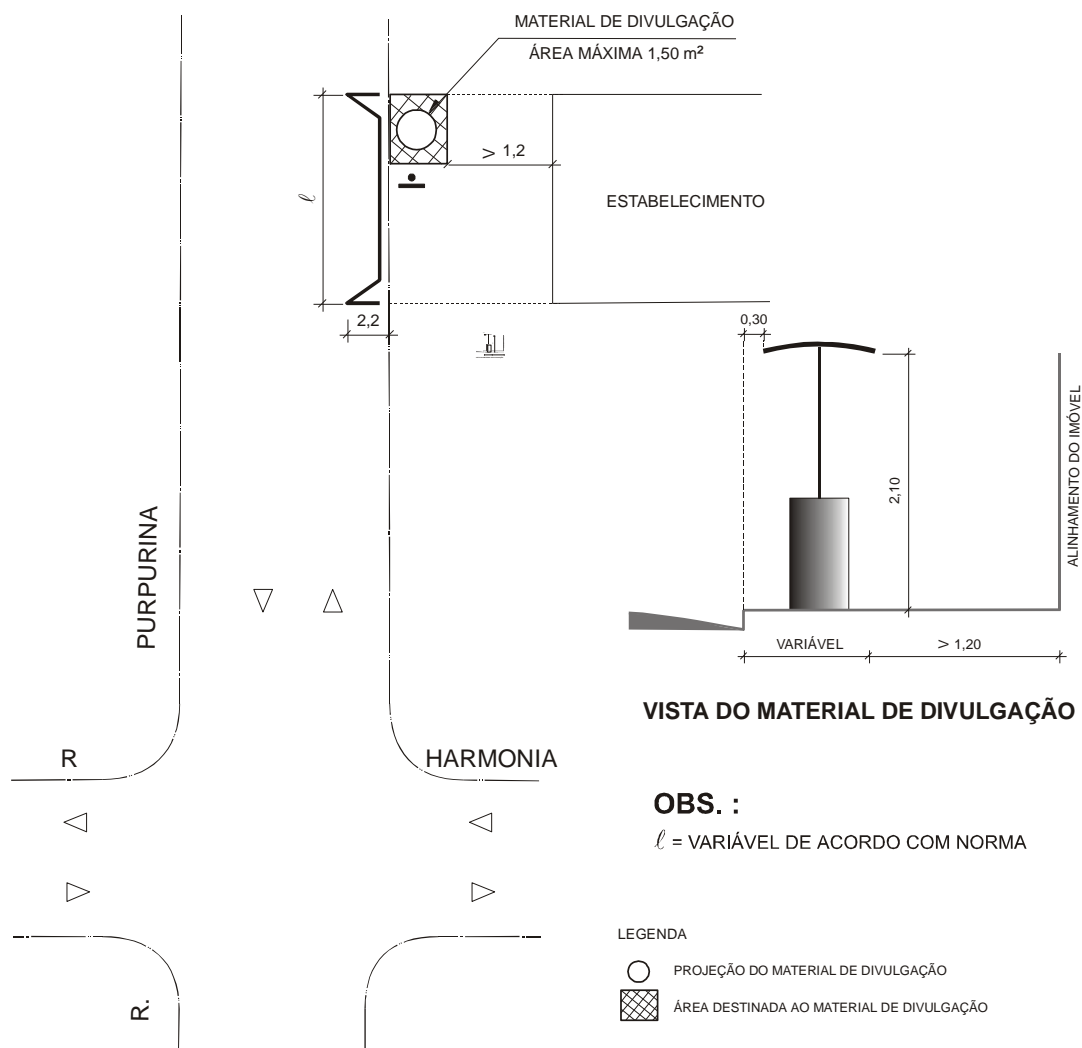 MATERIAL DE DIVULGAÇÃO
ÁREA MÁXIMA 1,50 m²
> 1,2
ℓ
ESTABELECIMENTO
2,2
0,30
2,10
ALINHAMENTO DO IMÓVEL
PURPURINA
VARIÁVEL
> 1,20
VISTA DO MATERIAL DE DIVULGAÇÃO
R
HARMONIA
OBS. :
ℓ = VARIÁVEL DE ACORDO COM NORMA
LEGENDA
PROJEÇÃO DO MATERIAL DE DIVULGAÇÃO
ÁREA DESTINADA AO MATERIAL DE DIVULGAÇÃO
R.